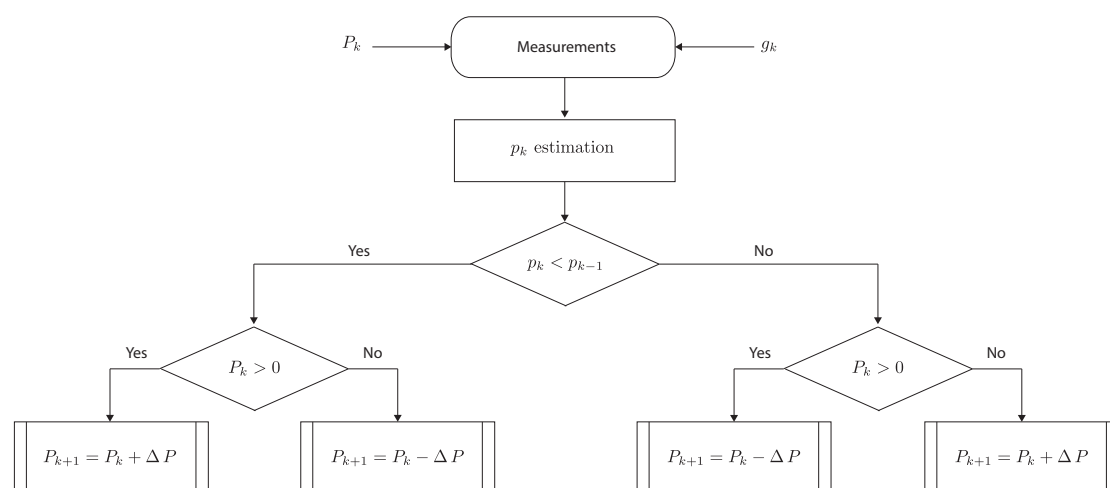 P_k Measurements g_k
p_k estimation
Yes No
p_k < p_{k-1}
Yes No Yes No
P_k > 0 P_k > 0
P_{k+1} = P_k + Δ P P_{k+1} = P_k − Δ P P_{k+1} = P_k − Δ P P_{k+1} = P_k + Δ P